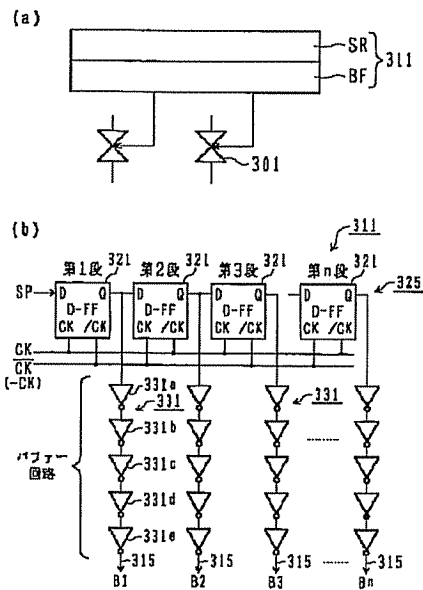 (a)
SR
BF
311
301
(b)
311
第1段 321 第2段 321 第3段 321 第n段 321
325
SP D Q D Q D Q D Q
D-FF D-FF D-FF D-FF
CK /CK CK /CK CK /CK CK /CK
CK
CK
(-CK)
331a
331 331
331b
バファー
回路
331c
331d
331e
315 315 315 315
B1 B2 B3 Bn